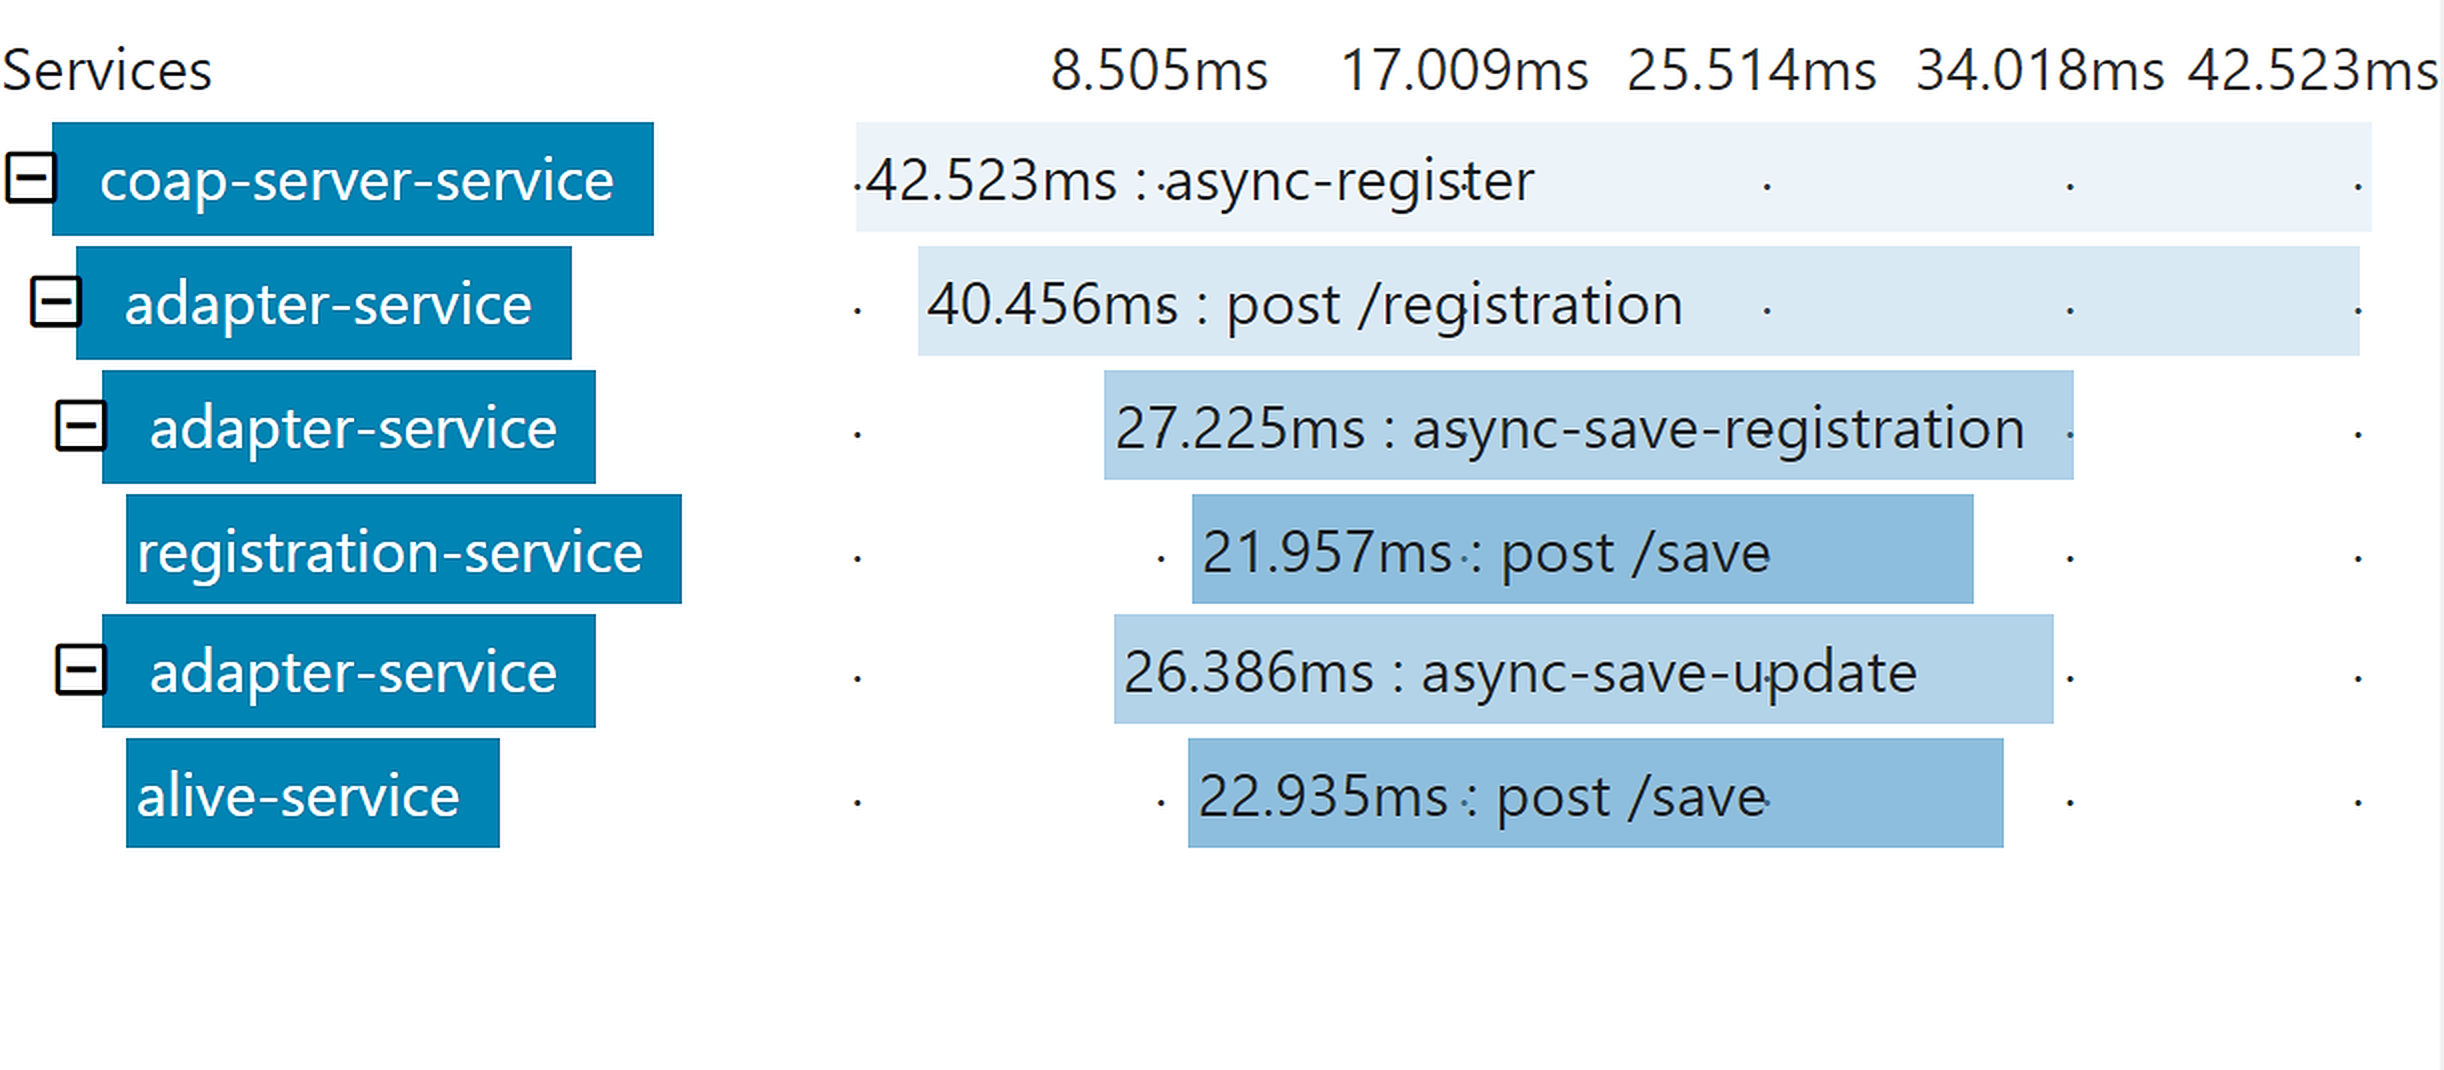 Services 8.505ms 17.009ms 25.514ms 34.018ms 42.523ms
coap-server-service 42.523ms : async-register
adapter-service 40.456ms : post /registration
adapter-service 27.225ms : async-save-registration
registration-service 21.957ms : post /save
adapter-service 26.386ms : async-save-update
alive-service 22.935ms : post /save